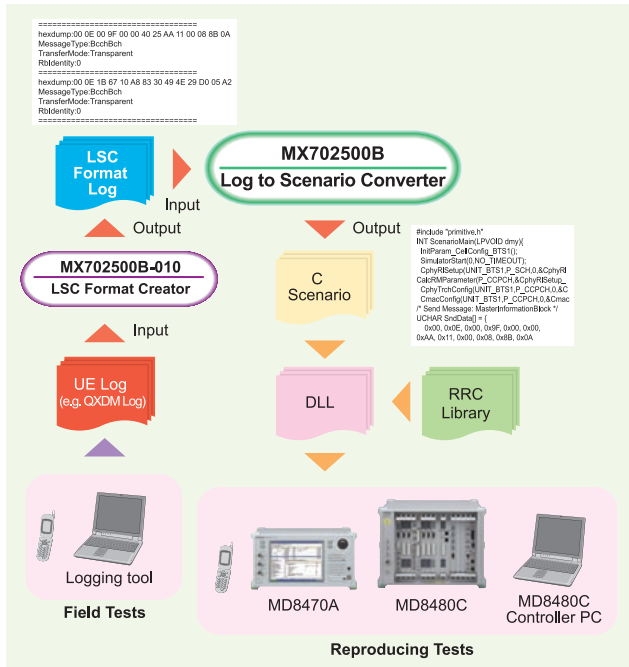 ==================================
hexdump:00 0E 00 9F 00 00 40 25 AA 11 00 08 8B 0A
MessageType:BcchBch
TransferMode:Transparent
RbIdentity:0
==================================
hexdump:00 0E 1B 67 10 A8 83 30 49 4E 29 D0 05 A2
MessageType:BcchBch
TransferMode:Transparent
RbIdentity:0
==================================
LSC
Format
Log
Input
MX702500B
Log to Scenario Converter
Output
Output
MX702500B-010
LSC Format Creator
Input
UE Log
(e.g. QXDM Log)
C
Scenario
#include "primitive.h"
INT ScenarioMain(LPVOID dmy){
InitParam_CellConfig_BTS1();
SimulatorStart(0,NO_TIMEOUT);
CphyRlSetup(UNIT_BTS1,P_SCH,0,&CphyRl
CalcRMParameter(P_CCPCH,&CphyRlSetup_
CphyTrchConfig(UNIT_BTS1,P_CCPCH,0,&C
CmacConfig(UNIT_BTS1,P_CCPCH,0,&Cmac
/* Send Message: MasterInformationBlock */
UCHAR SndData[] = {
0x00, 0x0E, 0x00, 0x9F, 0x00, 0x00,
0xAA, 0x11, 0x00, 0x08, 0x8B, 0x0A
DLL
RRC
Library
Logging tool
Field Tests
MD8470A
MD8480C
MD8480C
Controller PC
Reproducing Tests